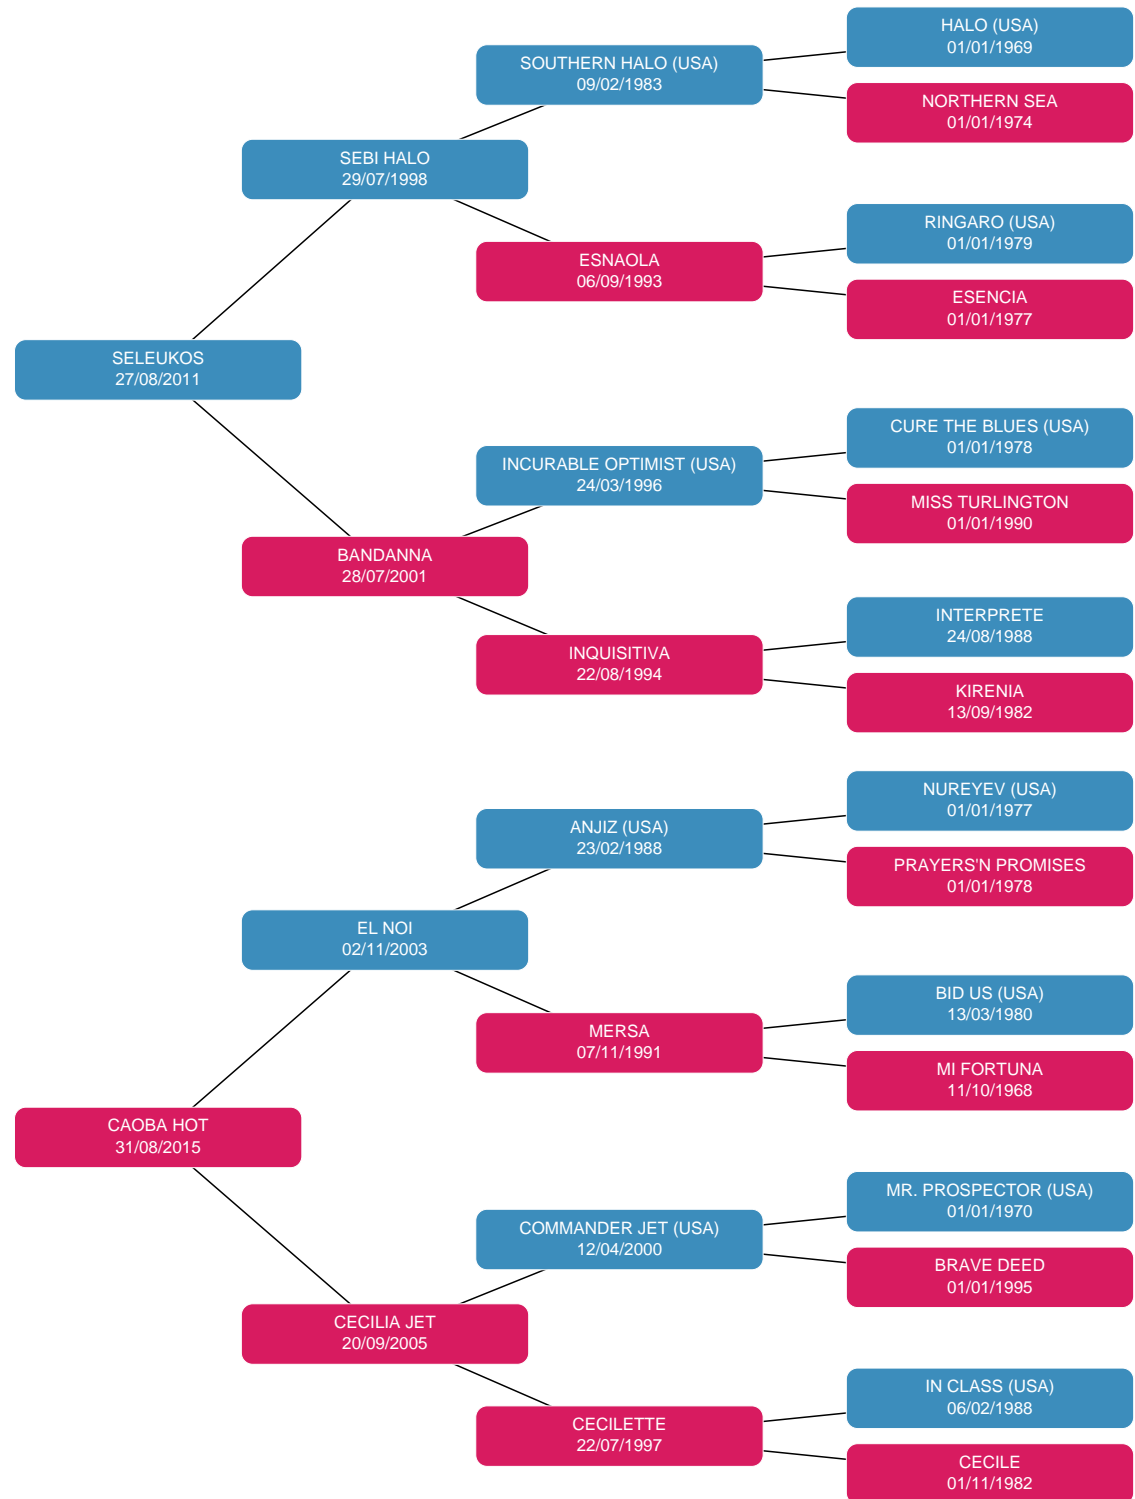 HALO (USA)
01/01/1969
SOUTHERN HALO (USA)
09/02/1983
NORTHERN SEA
01/01/1974
SEBI HALO
29/07/1998
RINGARO (USA)
01/01/1979
ESNAOLA
06/09/1993
ESENCIA
01/01/1977
SELEUKOS
27/08/2011
CURE THE BLUES (USA)
01/01/1978
INCURABLE OPTIMIST (USA)
24/03/1996
MISS TURLINGTON
01/01/1990
BANDANNA
28/07/2001
INTERPRETE
24/08/1988
INQUISITIVA
22/08/1994
KIRENIA
13/09/1982
NUREYEV (USA)
01/01/1977
ANJIZ (USA)
23/02/1988
PRAYERS'N PROMISES
01/01/1978
EL NOI
02/11/2003
BID US (USA)
13/03/1980
MERSA
07/11/1991
MI FORTUNA
11/10/1968
CAOBA HOT
31/08/2015
MR. PROSPECTOR (USA)
01/01/1970
COMMANDER JET (USA)
12/04/2000
BRAVE DEED
01/01/1995
CECILIA JET
20/09/2005
IN CLASS (USA)
06/02/1988
CECILETTE
22/07/1997
CECILE
01/11/1982